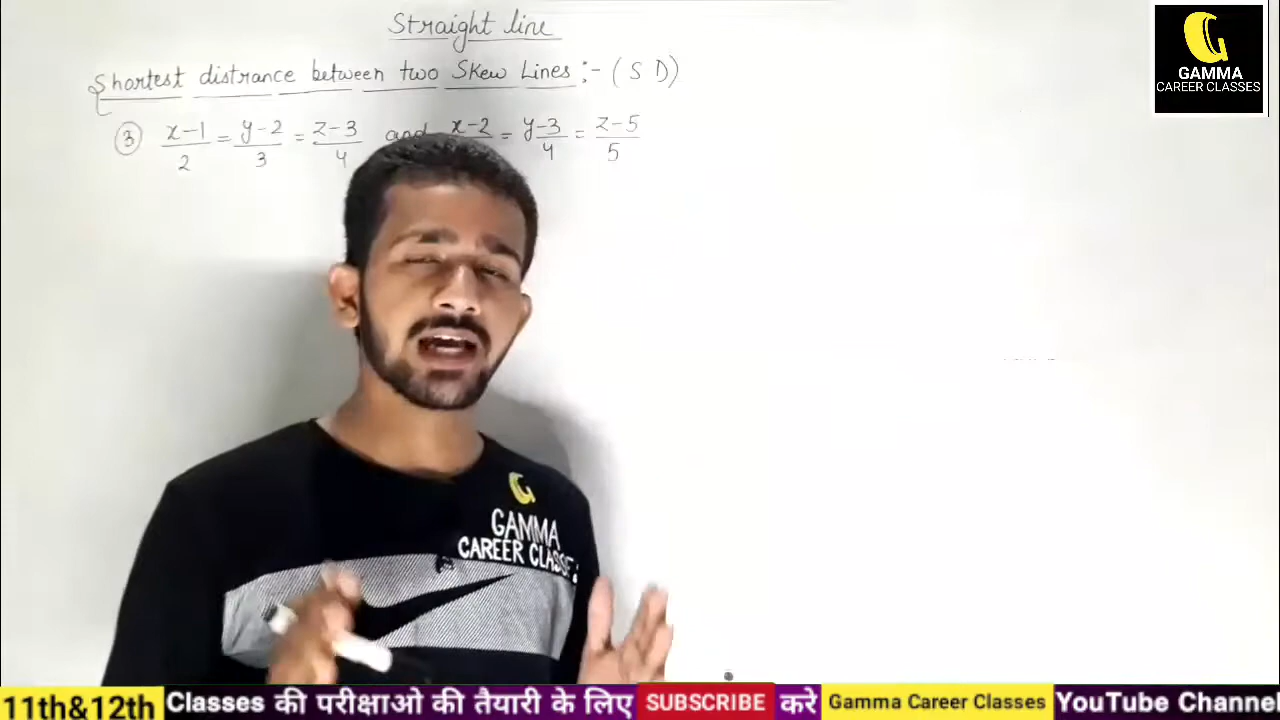 Straight line
Shortest distrance between two Skew Lines :- ( S D )
③ x-1/2 = y-2/3 = z-3/4 and x-2 = y-3/4 = z-5/5
G
GAMMA
CAREER CLASSES
G
GAMMA
CAREER CLASSES
11th&12th Classes की परीक्षाओ की तैयारी के लिए SUBSCRIBE करे Gamma Career Classes YouTube Channel